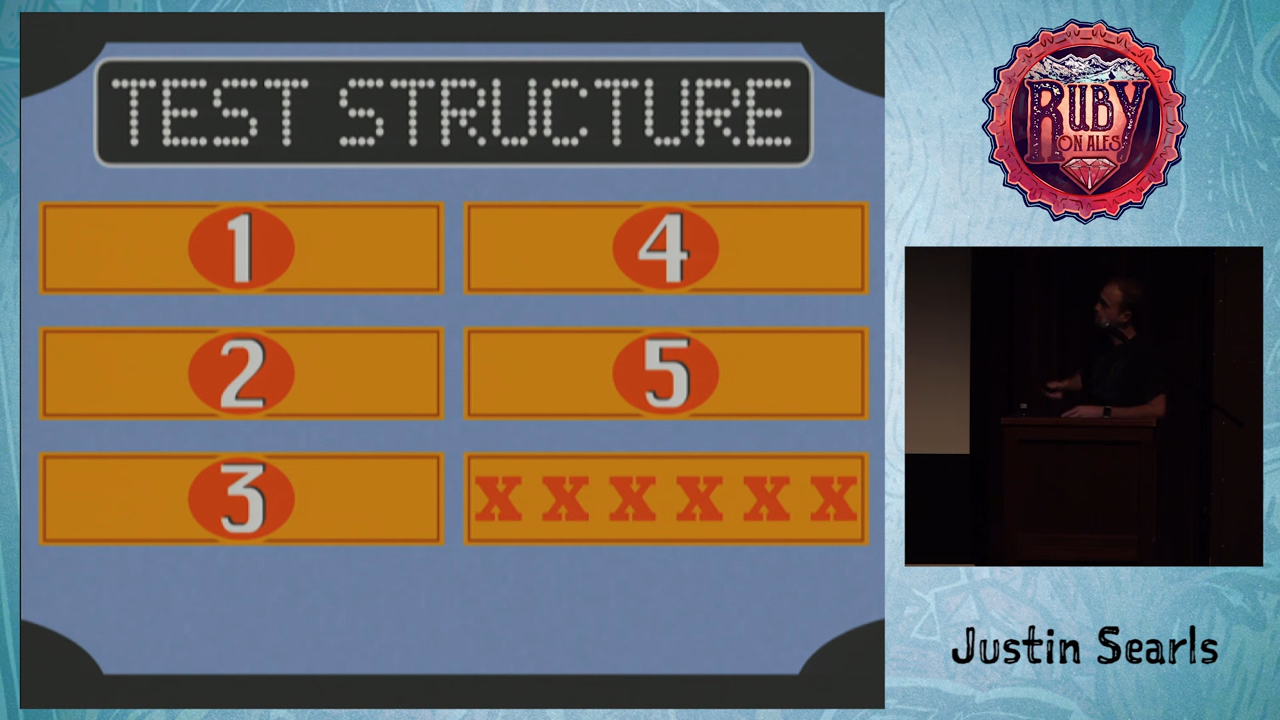 TEST STRUCTURE
1
4
2
5
3
X X X X X X
RUBY
ON ALES
Justin Searls